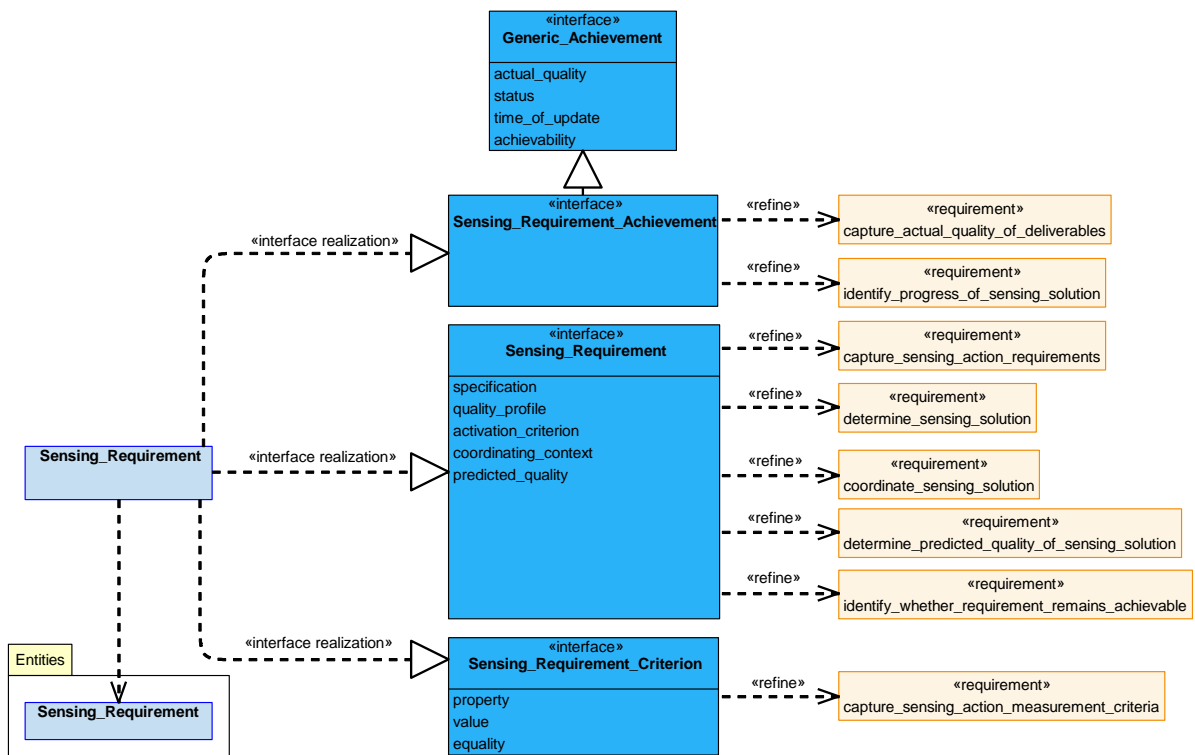 «interface»
Generic_Achievement
actual_quality
status
time_of_update
achievability
«interface»
Sensing_Requirement_Achievement
«refine»
«requirement»
capture_actual_quality_of_deliverables
«interface realization»
«refine»
«requirement»
identify_progress_of_sensing_solution
«interface»
Sensing_Requirement
specification
quality_profile
activation_criterion
coordinating_context
predicted_quality
«refine»
«requirement»
capture_sensing_action_requirements
«refine»
«requirement»
determine_sensing_solution
Sensing_Requirement
«interface realization»
«refine»
«requirement»
coordinate_sensing_solution
«refine»
«requirement»
determine_predicted_quality_of_sensing_solution
«refine»
«requirement»
identify_whether_requirement_remains_achievable
«interface realization»
«interface»
Sensing_Requirement_Criterion
property
value
equality
«refine»
«requirement»
capture_sensing_action_measurement_criteria
Entities
Sensing_Requirement